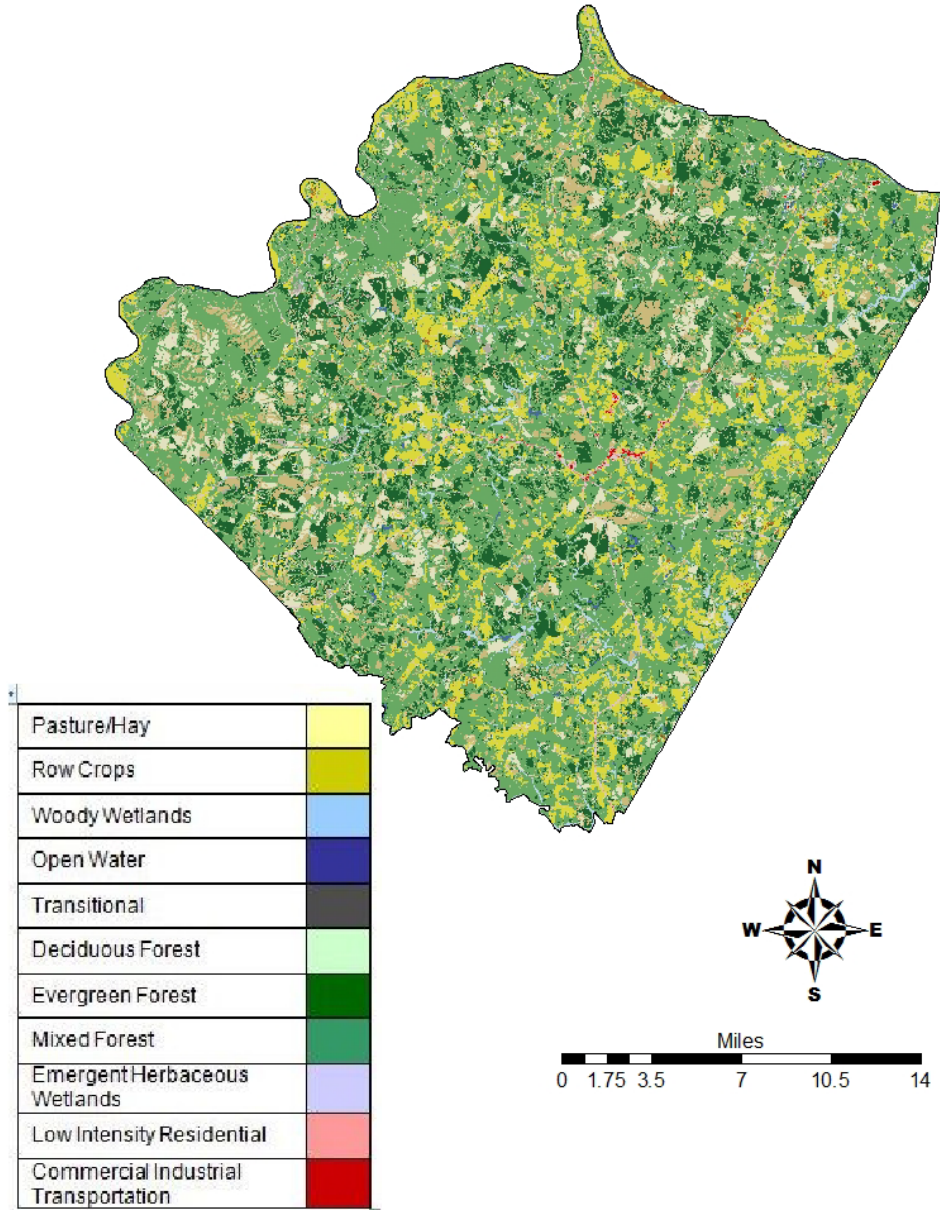 Pasture/Hay
Row Crops
Woody Wetlands
Open Water
Transitional
Deciduous Forest
Evergreen Forest
Mixed Forest
Emergent Herbaceous
Wetlands
Low Intensity Residential
Commercial Industrial
Transportation
N
W E
S
Miles
0 1.75 3.5 7 10.5 14